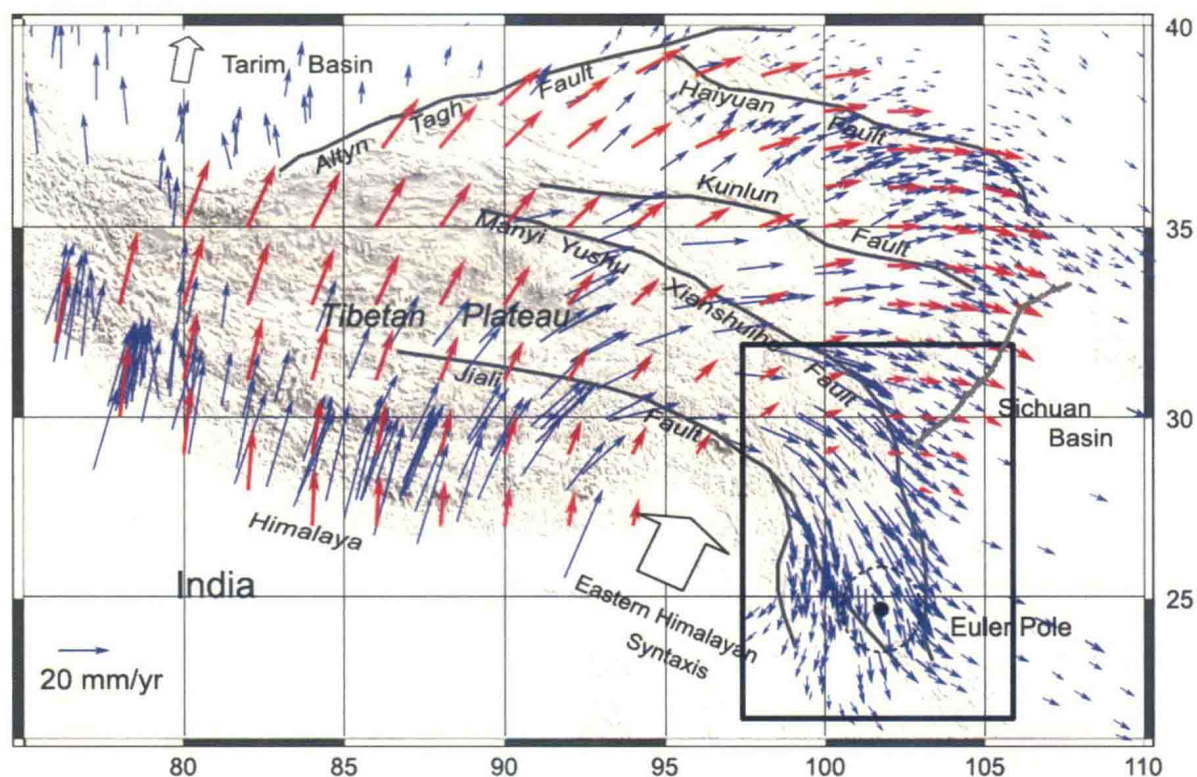 40
Tarim Basin
Altyn Tagh Fault
Haiyuan Fault
Kunlun Fault
35
Manyi Yushu Xianshuihe Fault
Tibetan Plateau
Jiali Fault
30
Sichuan
Basin
Himalaya
India
Eastern Himalayan
Syntaxis
25
Euler Pole
20 mm/yr
80 85 90 95 100 105 110